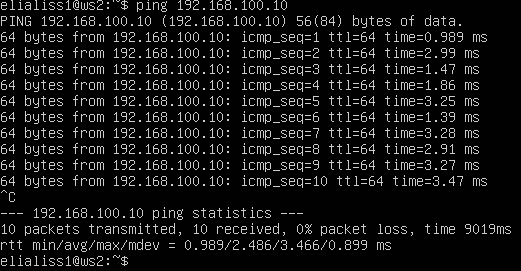 elialiss1@ws2:~$ ping 192.168.100.10
PING 192.168.100.10 (192.168.100.10) 56(84) bytes of data.
64 bytes from 192.168.100.10: icmp_seq=1 ttl=64 time=0.989 ms
64 bytes from 192.168.100.10: icmp_seq=2 ttl=64 time=2.99 ms
64 bytes from 192.168.100.10: icmp_seq=3 ttl=64 time=1.47 ms
64 bytes from 192.168.100.10: icmp_seq=4 ttl=64 time=1.86 ms
64 bytes from 192.168.100.10: icmp_seq=5 ttl=64 time=3.25 ms
64 bytes from 192.168.100.10: icmp_seq=6 ttl=64 time=1.39 ms
64 bytes from 192.168.100.10: icmp_seq=7 ttl=64 time=3.28 ms
64 bytes from 192.168.100.10: icmp_seq=8 ttl=64 time=2.91 ms
64 bytes from 192.168.100.10: icmp_seq=9 ttl=64 time=3.27 ms
64 bytes from 192.168.100.10: icmp_seq=10 ttl=64 time=3.47 ms
^C
--- 192.168.100.10 ping statistics ---
10 packets transmitted, 10 received, 0% packet loss, time 9019ms
rtt min/avg/max/mdev = 0.989/2.486/3.466/0.899 ms
elialiss1@ws2:~$